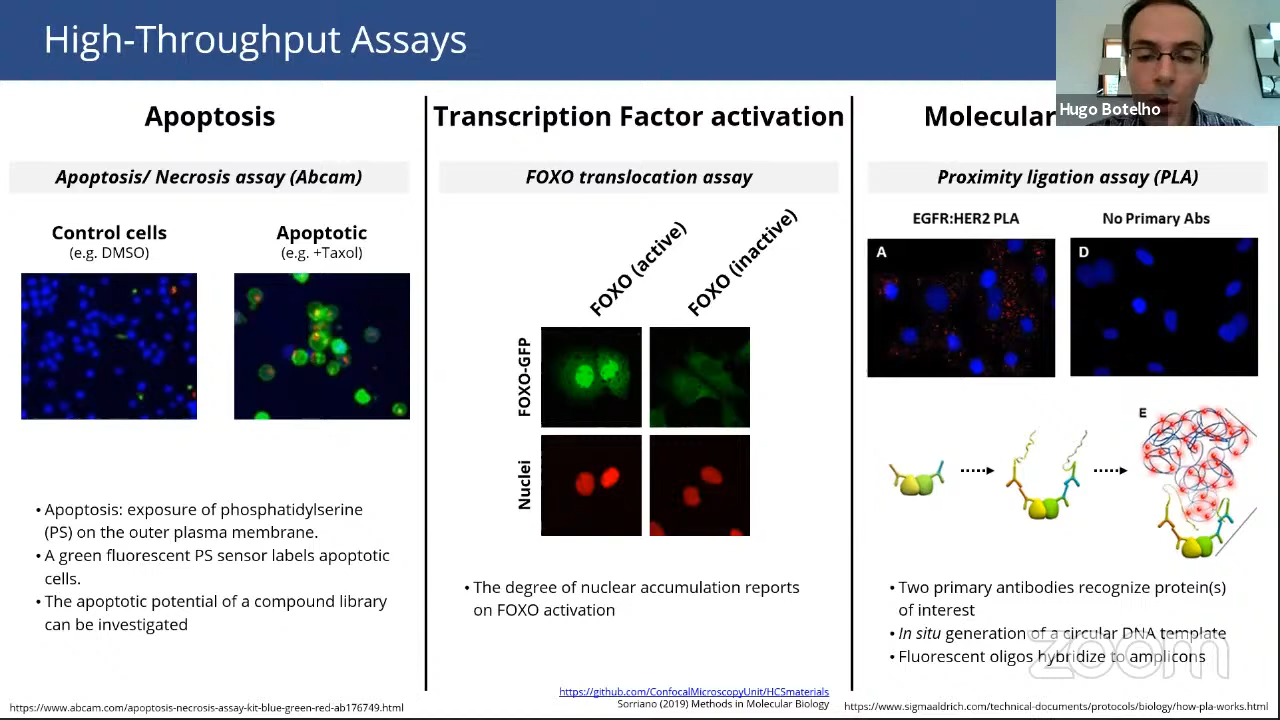 High-Throughput Assays
Hugo Botelho
Apoptosis
Apoptosis/ Necrosis assay (Abcam)
Control cells
(e.g. DMSO)
Apoptotic
(e.g. +Taxol)
• Apoptosis: exposure of phosphatidylserine
(PS) on the outer plasma membrane.
• A green fluorescent PS sensor labels apoptotic
cells.
• The apoptotic potential of a compound library
can be investigated
https://www.abcam.com/apoptosis-necrosis-assay-kit-blue-green-red-ab176749.html
Transcription Factor activation
FOXO translocation assay
FOXO (active)
FOXO (inactive)
FOXO-GFP
Nuclei
• The degree of nuclear accumulation reports
on FOXO activation
https://github.com/ConfocalMicroscopyUnit/HCSmaterials
Sorriano (2019) Methods in Molecular Biology
Molecular
Proximity ligation assay (PLA)
EGFR:HER2 PLA
No Primary Abs
A
D
E
• Two primary antibodies recognize protein(s)
of interest
• In situ generation of a circular DNA template
• Fluorescent oligos hybridize to amplicons
zoom
https://www.sigmaaldrich.com/technical-documents/protocols/biology/how-pla-works.html